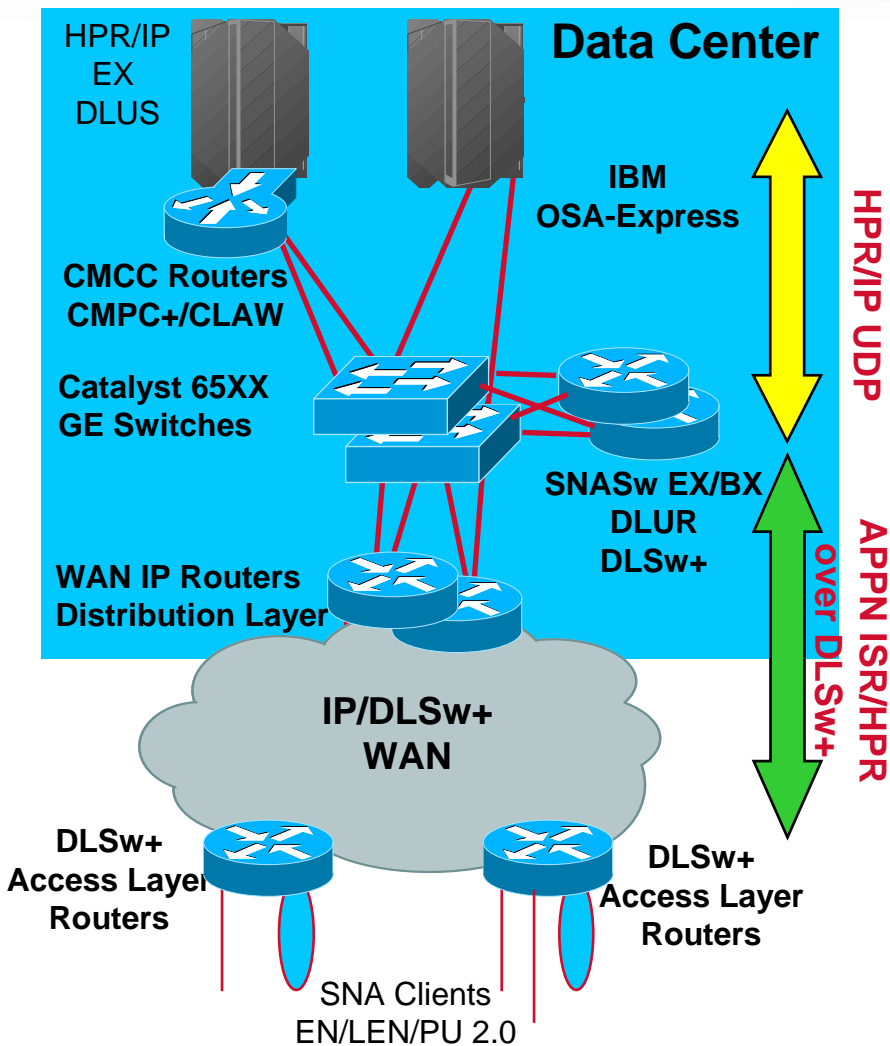 HPR/IP
EX
DLUS
Data Center
IBM
OSA-Express
HPR/IP UDP
CMCC Routers
CMPC+/CLAW
Catalyst 65XX
GE Switches
SNASw EX/BX
DLUR
DLSw+
APPN ISR/HPR
over DLSw+
WAN IP Routers
Distribution Layer
IP/DLSw+
WAN
DLSw+
Access Layer
Routers
DLSw+
Access Layer
Routers
SNA Clients
EN/LEN/PU 2.0